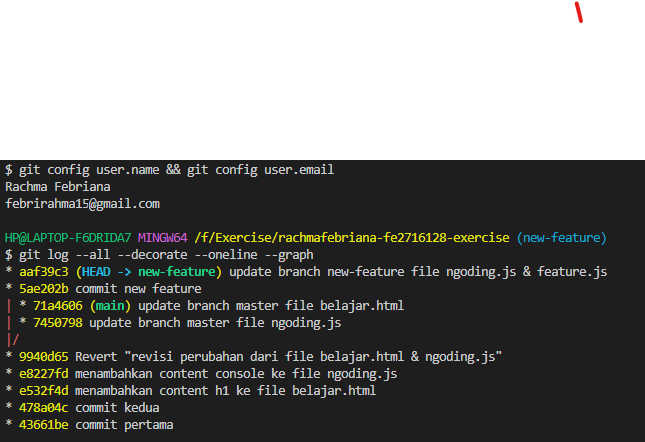 $ git config user.name && git config user.email
Rachma Febriana
febrirahma15@gmail.com
HP@LAPTOP-F6DRIDA7 MINGW64 /f/Exercise/rachmafebriana-fe2716128-exercise (new-feature)
$ git log --all --decorate --oneline --graph
* aaf39c3 (HEAD -> new-feature) update branch new-feature file ngoding.js & feature.js
* 5ae202b commit new feature
| * 71a4606 (main) update branch master file belajar.html
| * 7450798 update branch master file ngoding.js
|/
* 9940d65 Revert "revisi perubahan dari file belajar.html & ngoding.js"
* e8227fd menambahkan content console ke file ngoding.js
* e532f4d menambahkan content h1 ke file belajar.html
* 478a04c commit kedua
* 43661be commit pertama